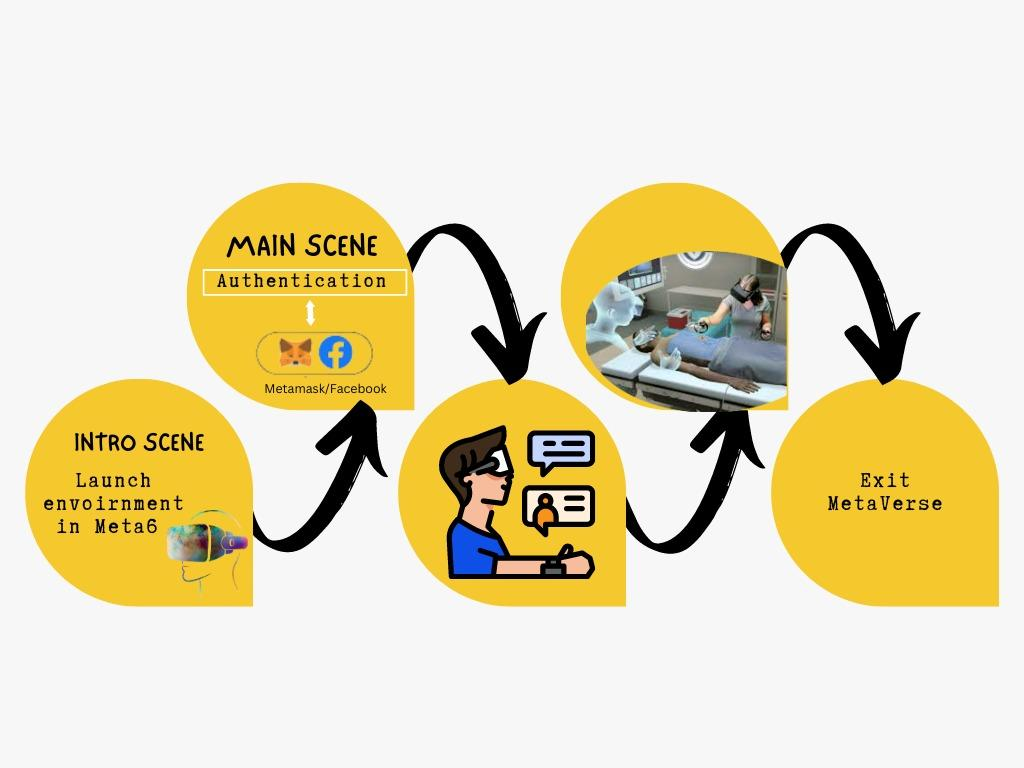 INTRO SCENE
Launch
envoirnment
in Meta6
MAIN SCENE
Authentication
Metamask/Facebook
Exit
MetaVerse